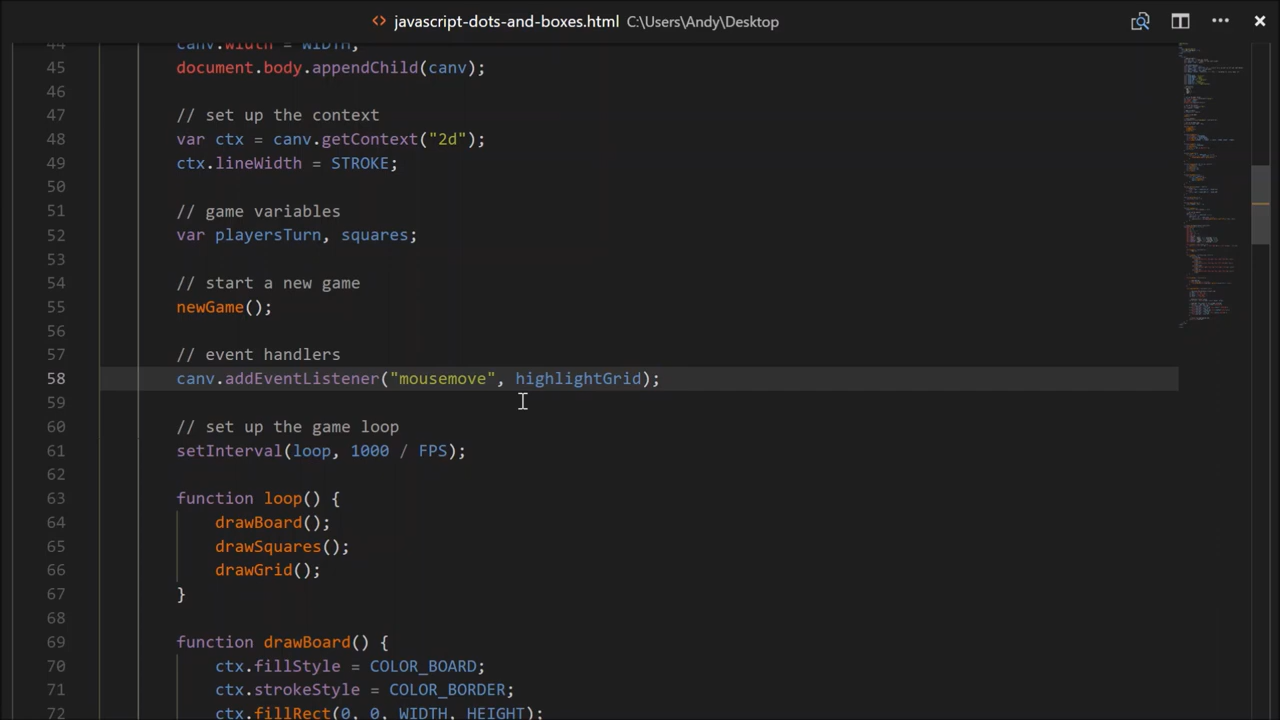 <> javascript-dots-and-boxes.html C:\Users\Andy\Desktop
44 canv.width = WIDTH;
45 document.body.appendChild(canv);
46
47 // set up the context
48 var ctx = canv.getContext("2d");
49 ctx.lineWidth = STROKE;
50
51 // game variables
52 var playersTurn, squares;
53
54 // start a new game
55 newGame();
56
57 // event handlers
58 canv.addEventListener("mousemove", highlightGrid);
59
60 // set up the game loop
61 setInterval(loop, 1000 / FPS);
62
63 function loop() {
64 drawBoard();
65 drawSquares();
66 drawGrid();
67 }
68
69 function drawBoard() {
70 ctx.fillStyle = COLOR_BOARD;
71 ctx.strokeStyle = COLOR_BORDER;
72 ctx.fillRect(0, 0, WIDTH, HEIGHT);